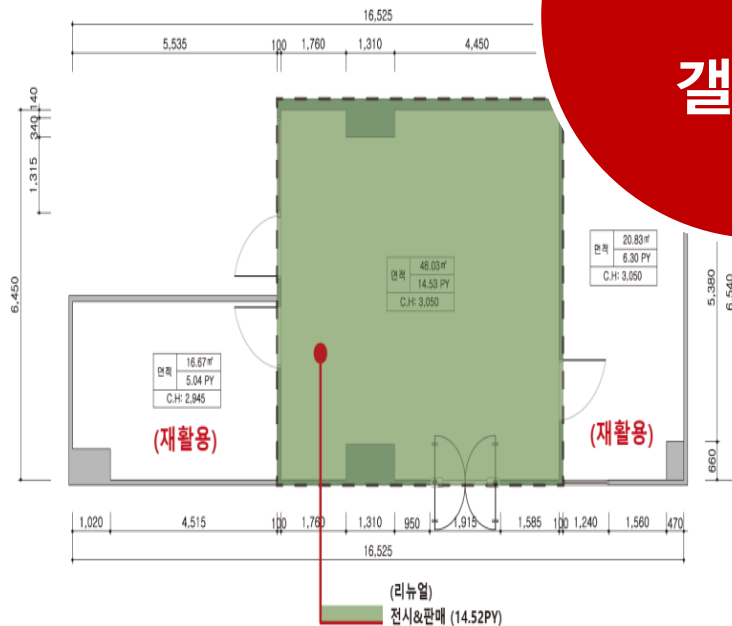 16,525
5,535 100 1,760 1,310 4,450
갤
140
340
1,315
6,450
면적 48.03㎡
14.53 PY
C.H: 3,050
면적 20.83㎡
6.30 PY
C.H: 3,050
5,380
6,540
660
면적 16.67㎡
5.04 PY
C.H: 2,945
(재활용)
(재활용)
1,020 4,515 100 1,760 1,310 950 1,915 1,585 100 1,240 1,560 470
16,525
(리뉴얼)
전시&판매 (14.52PY)